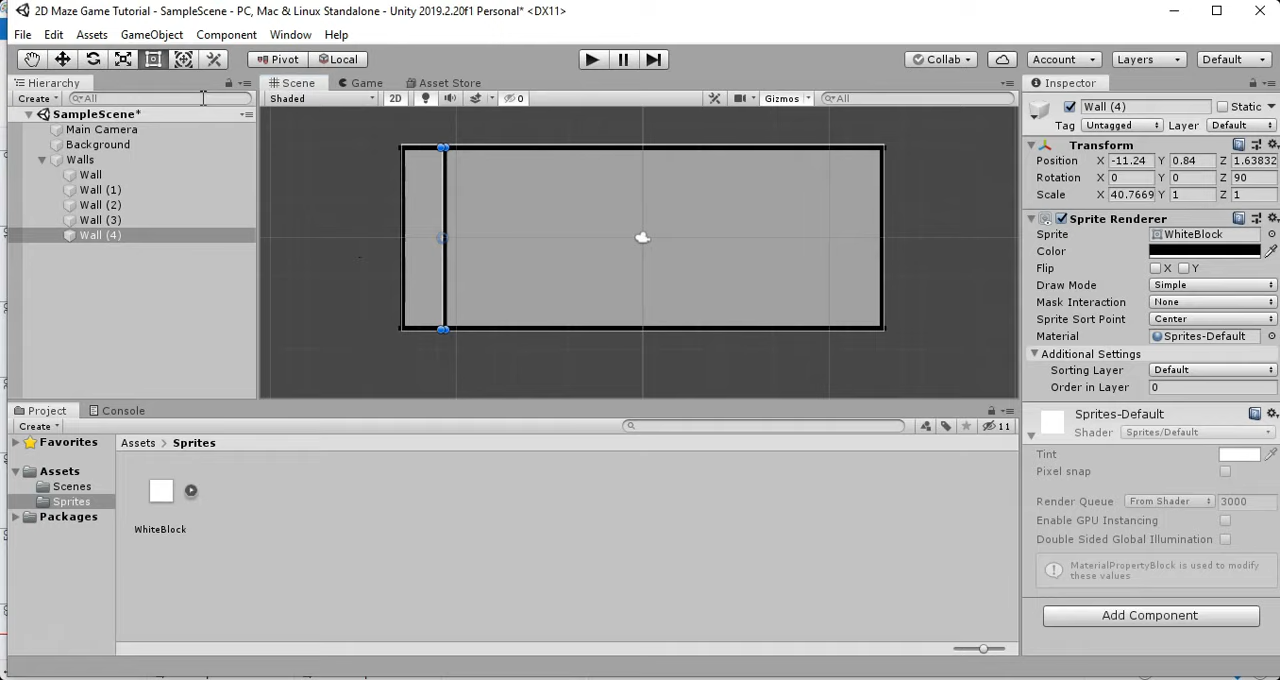 2D Maze Game Tutorial - SampleScene - PC, Mac & Linux Standalone - Unity 2019.2.20f1 Personal* <DX11>
File Edit Assets GameObject Component Window Help
Pivot Local Collab Account Layers Default
Hierarchy
Create All
SampleScene*
Main Camera
Background
Walls
Wall
Wall (1)
Wall (2)
Wall (3)
Wall (4)
Scene Game Asset Store
Shaded 2D 0 Gizmos All
Inspector
Wall (4) Static
Tag Untagged Layer Default
Transform
Position X -11.24 Y 0.84 Z 1.63832
Rotation X 0 Y 0 Z 90
Scale X 40.7669 Y 1 Z 1
Sprite Renderer
Sprite WhiteBlock
Color
Flip X Y
Draw Mode Simple
Mask Interaction None
Sprite Sort Point Center
Material Sprites-Default
Additional Settings
Sorting Layer Default
Order in Layer 0
Sprites-Default
Shader Sprites/Default
Tint
Pixel snap
Render Queue From Shader 3000
Enable GPU Instancing
Double Sided Global Illumination
MaterialPropertyBlock is used to modify
these values
Add Component
Project Console
Create 11
Favorites
Assets
Scenes
Sprites
Packages
Assets Sprites
WhiteBlock